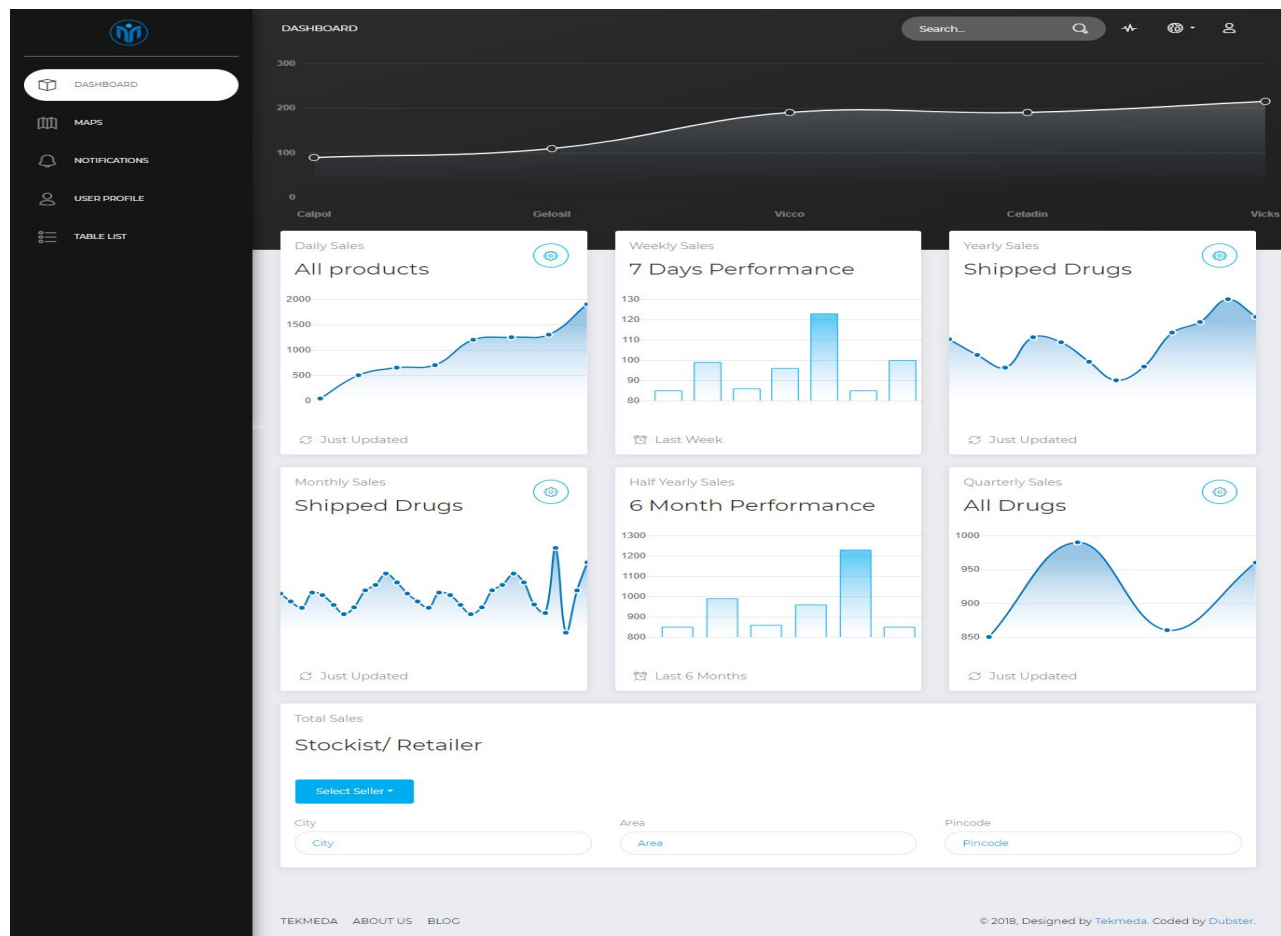 DASHBOARD
Search...
DASHBOARD
MAPS
NOTIFICATIONS
USER PROFILE
TABLE LIST
300
200
100
0
Calpol Gelosil Vicco Cetadin Vicks
Daily Sales
All products
2000
1500
1000
500
0
Just Updated
Weekly Sales
7 Days Performance
130
120
110
100
90
80
Last Week
Yearly Sales
Shipped Drugs
Just Updated
Monthly Sales
Shipped Drugs
Just Updated
Half Yearly Sales
6 Month Performance
1300
1200
1100
1000
900
800
Last 6 Months
Quarterly Sales
All Drugs
1000
950
900
850
Just Updated
Total Sales
Stockist/ Retailer
Select Seller
City Area Pincode
City Area Pincode
TEKMEDA ABOUT US BLOG
© 2018, Designed by Tekmeda. Coded by Dubster.